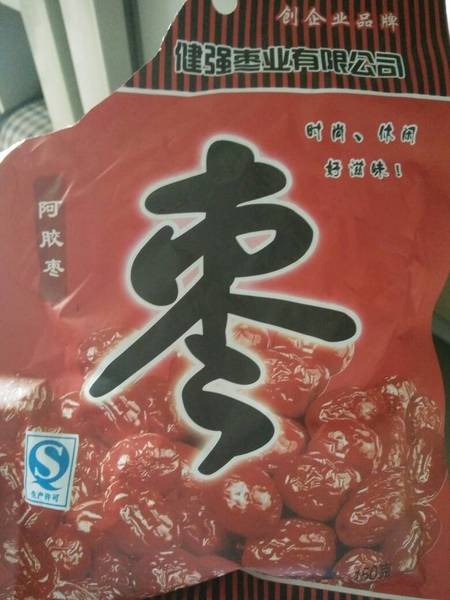 创企业品牌
健强枣业有限公司
时尚、休闲
好滋味！
阿胶枣
枣
生产许可